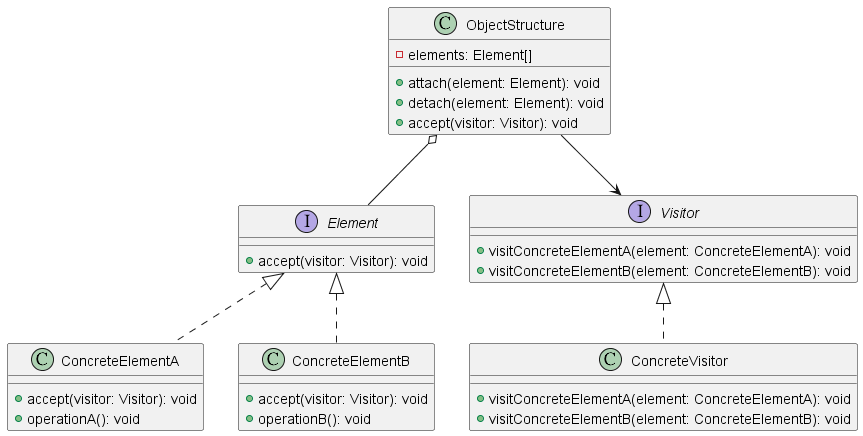 C ObjectStructure
elements: Element[]
attach(element: Element): void
detach(element: Element): void
accept(visitor: Visitor): void
I Element
accept(visitor: Visitor): void
I Visitor
visitConcreteElementA(element: ConcreteElementA): void
visitConcreteElementB(element: ConcreteElementB): void
C ConcreteElementA
accept(visitor: Visitor): void
operationA(): void
C ConcreteElementB
accept(visitor: Visitor): void
operationB(): void
C ConcreteVisitor
visitConcreteElementA(element: ConcreteElementA): void
visitConcreteElementB(element: ConcreteElementB): void